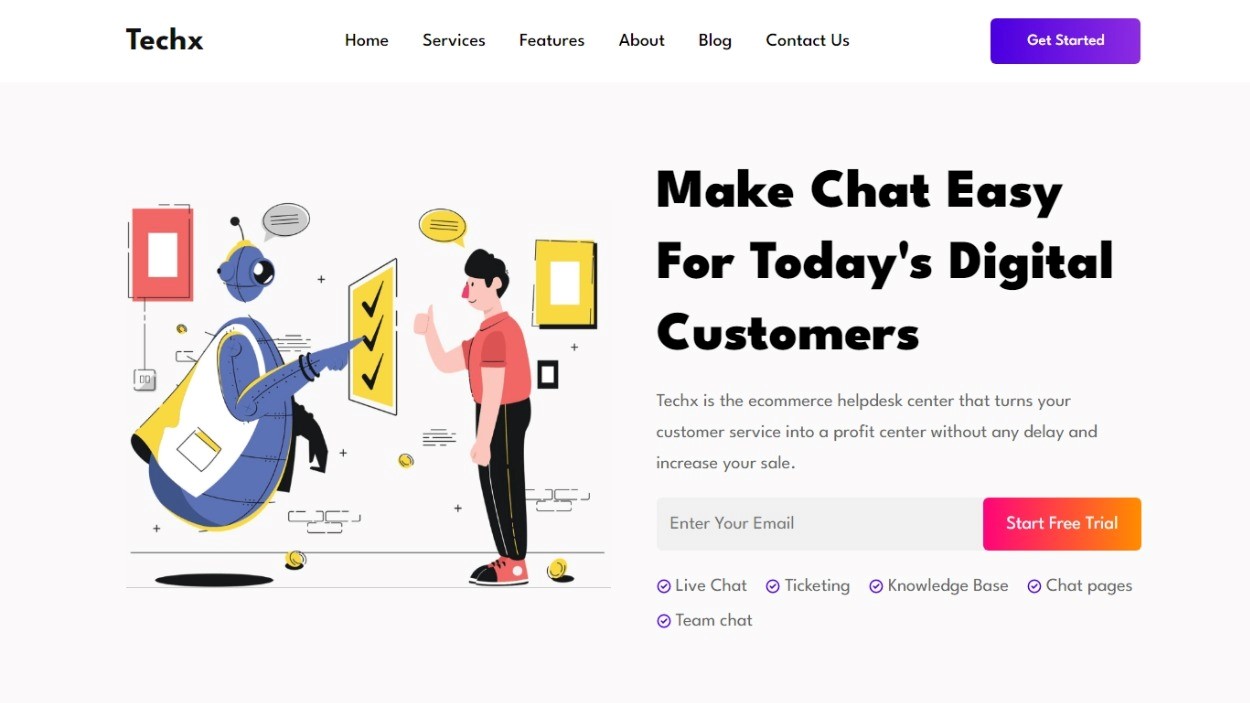 Techx
Home
Services
Features
About
Blog
Contact Us
Get Started
Make Chat Easy
For Today's Digital
Customers
Techx is the ecommerce helpdesk center that turns your
customer service into a profit center without any delay and
increase your sale.
Enter Your Email
Start Free Trial
Live Chat
Ticketing
Knowledge Base
Chat pages
Team chat